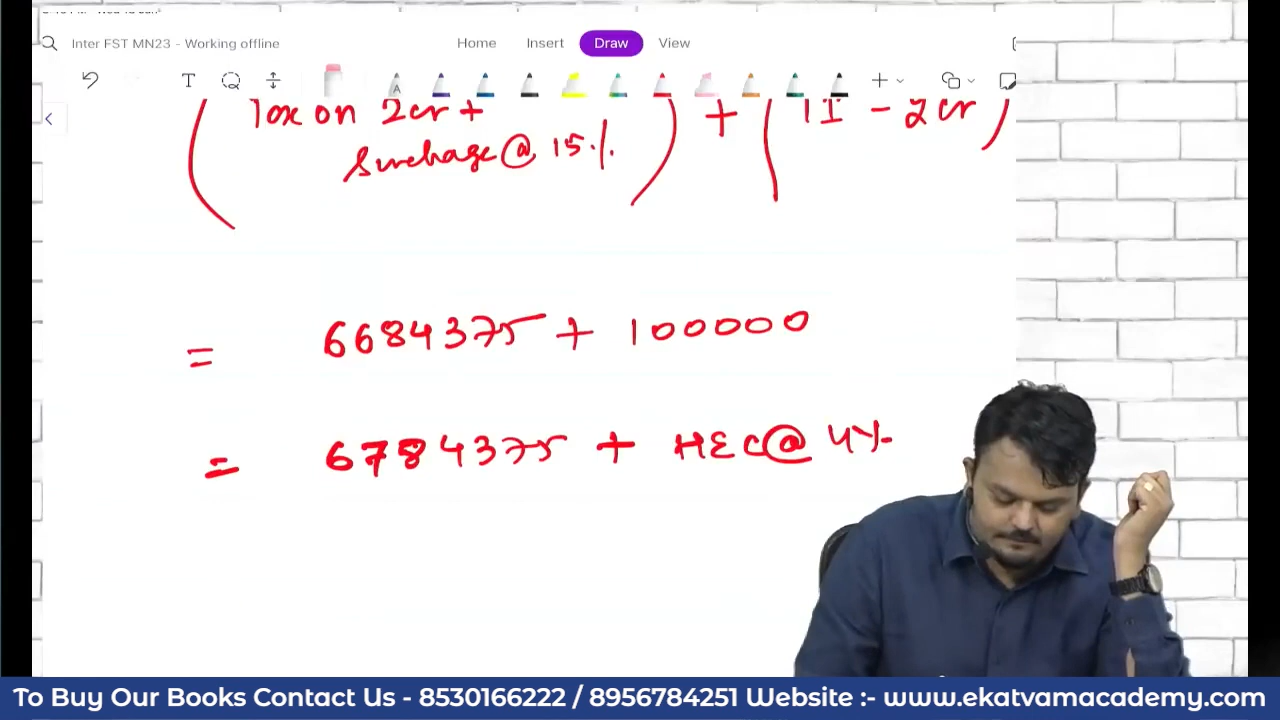 Inter FST MN23 - Working offline
Home Insert Draw View
Tax on 2cr + + TI - 2cr
Surchage @ 15%
= 6684375 + 100000
= 6784375 + HEC @ 4%
To Buy Our Books Contact Us - 8530166222 / 8956784251 Website :- www.ekatvamacademy.com